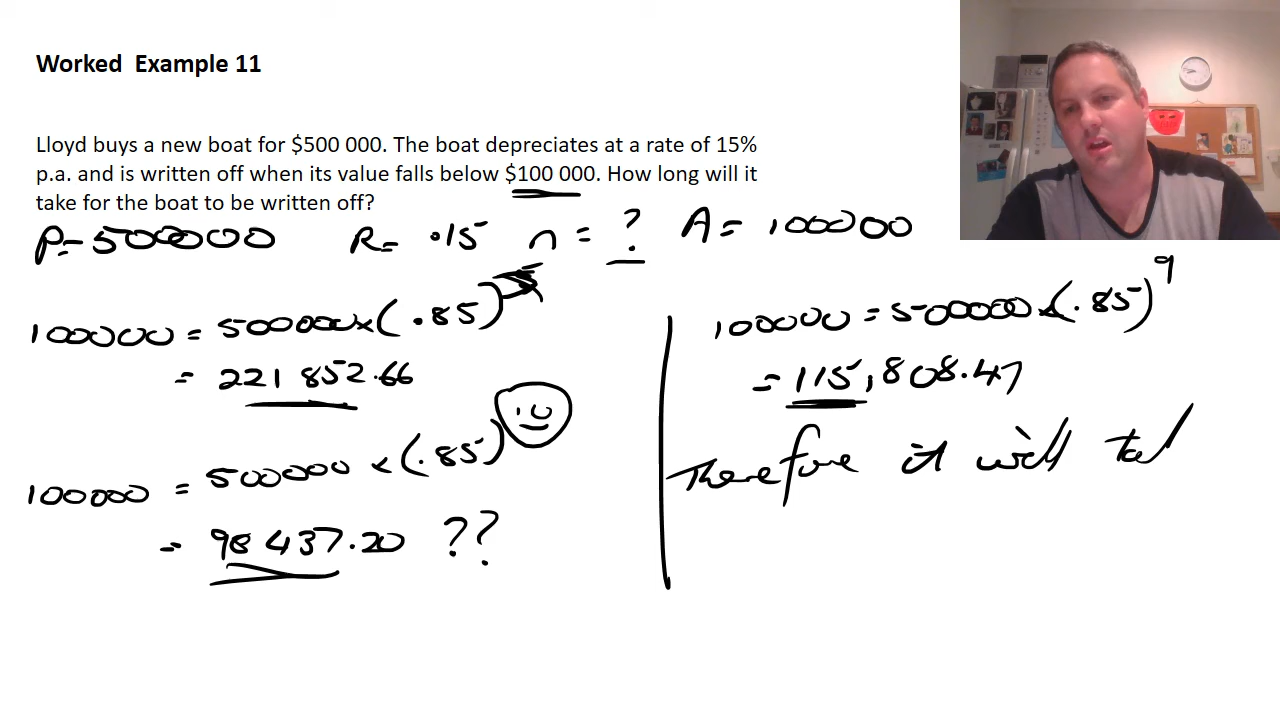 Worked Example 11
Lloyd buys a new boat for $500 000. The boat depreciates at a rate of 15%
p.a. and is written off when its value falls below $100 000. How long will it
take for the boat to be written off?
P= 500000 R= .15 n = ? A= 100000
100000 = 500000x(.85)
= 221 852.66
100000 = 500000 x (.85)
= 98 437.20 ??
100000 = 500000x(.85)^9
= 115,808.47
Therefore it will